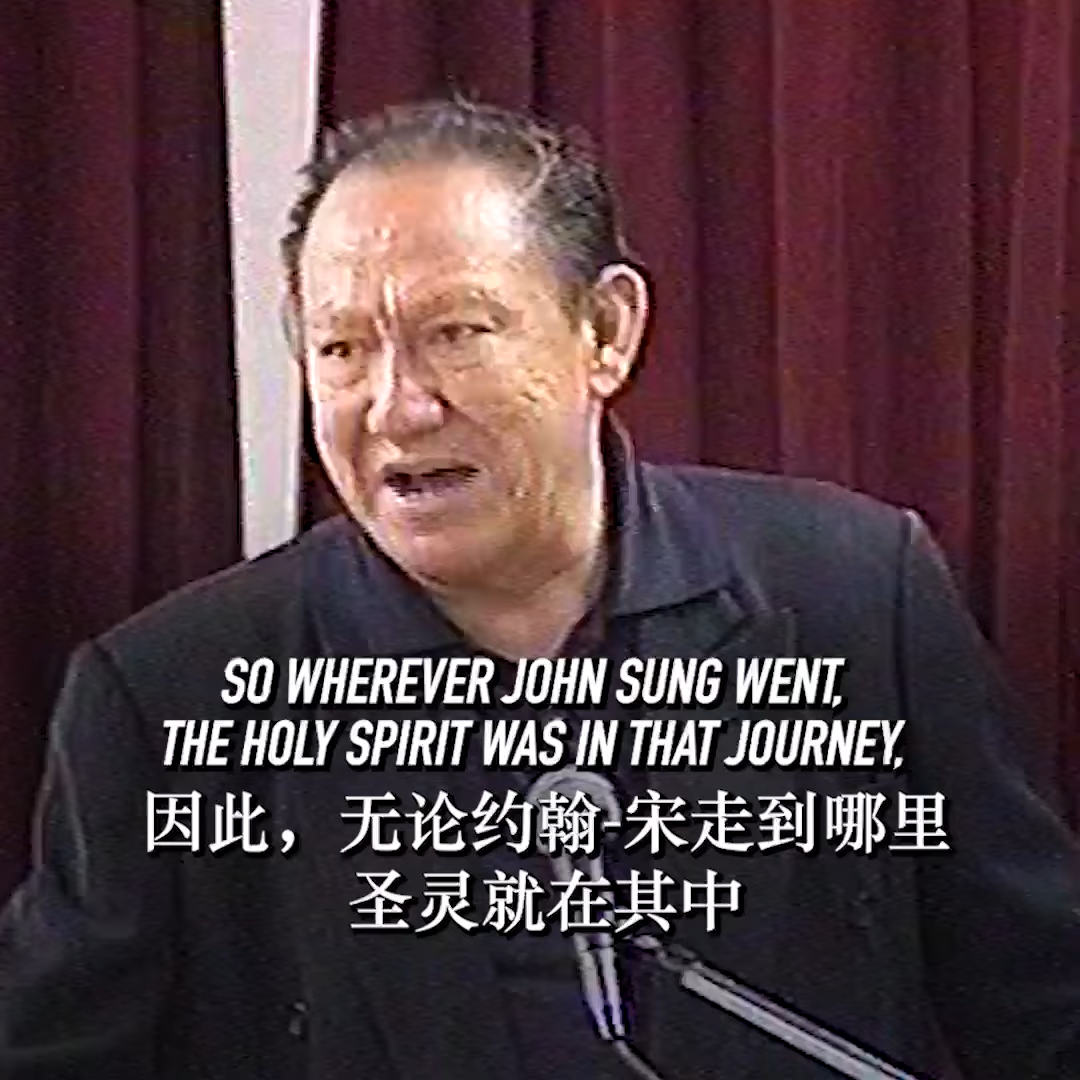 SO WHEREVER JOHN SUNG WENT,
THE HOLY SPIRIT WAS IN THAT JOURNEY,
因此，无论约翰-宋走到哪里
圣灵就在其中